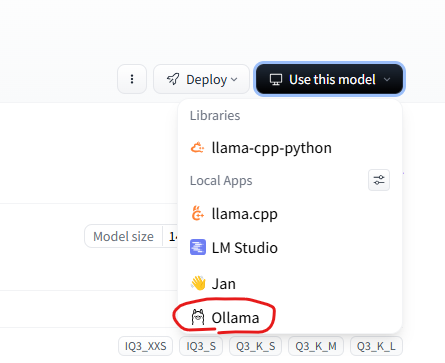 Deploy
Use this model
Libraries
llama-cpp-python
Local Apps
llama.cpp
Model size
LM Studio
Jan
Ollama
IQ3_XXS IQ3_S Q3_K_S Q3_K_M Q3_K_L